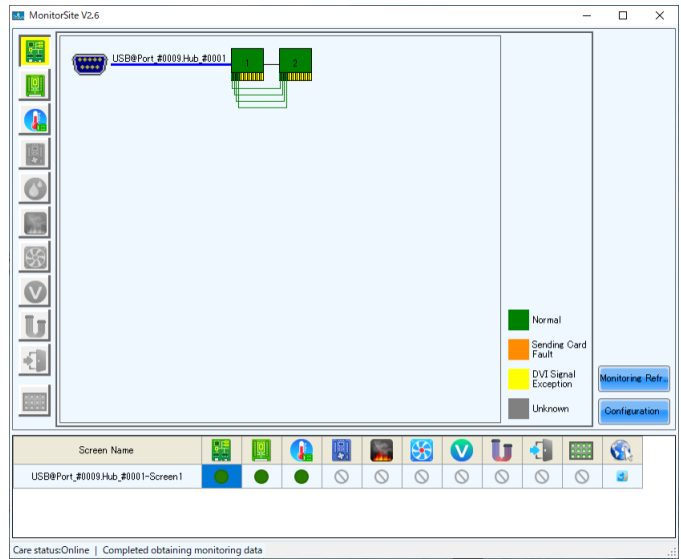 MonitorSite V2.6
USB@Port_#0009.Hub_#0001
1
2
Normal
Sending Card
Fault
DVI Signal
Exception
Unknown
Monitoring Refr...
Configuration
Screen Name
USB@Port_#0009.Hub_#0001-Screen1
Care status:Online | Completed obtaining monitoring data